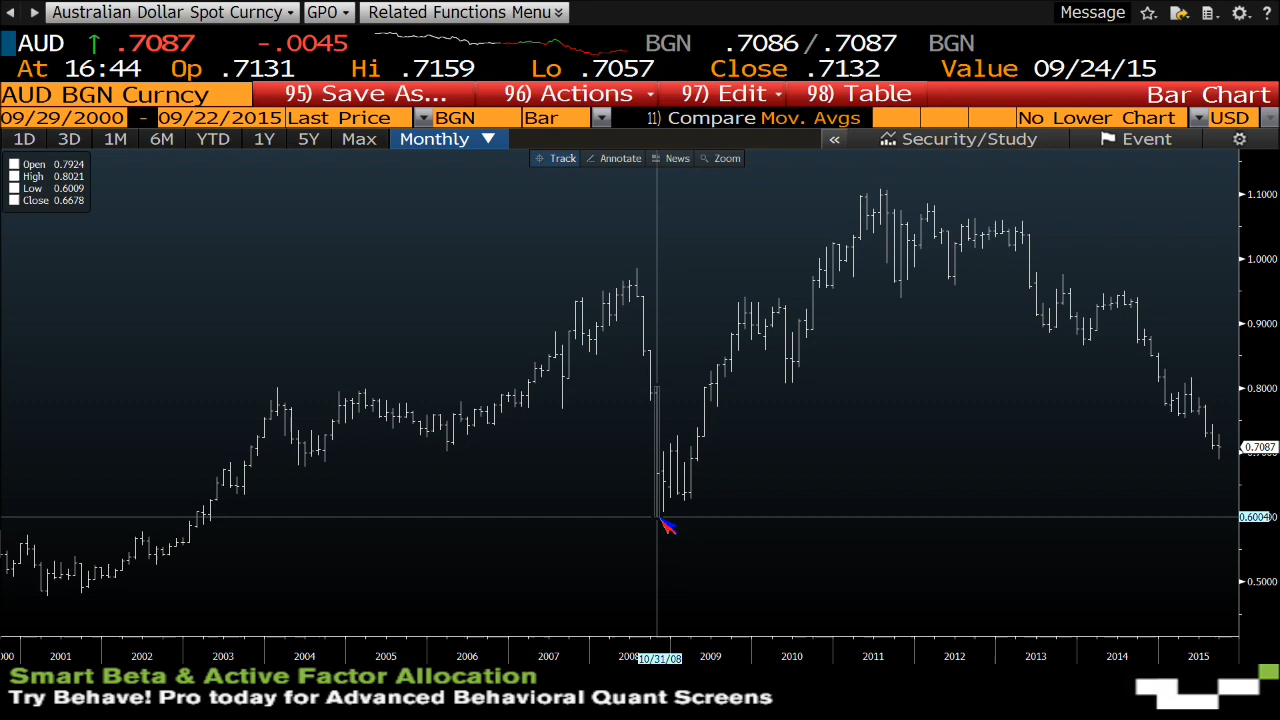 Australian Dollar Spot Curncy GPO Related Functions Menu Message ?
AUD .7087 -.0045 BGN .7086 / .7087 BGN
At 16:44 Op .7131 Hi .7159 Lo .7057 Close .7132 Value 09/24/15
AUD BGN Curncy 95) Save As... 96) Actions 97) Edit 98) Table Bar Chart
09/29/2000 - 09/22/2015 Last Price BGN Bar 11) Compare Mov. Avgs No Lower Chart USD
1D 3D 1M 6M YTD 1Y 5Y Max Monthly « Security/Study Event
Track Annotate News Zoom
Open 0.7924
High 0.8021
Low 0.6009
Close 0.6678
1.1000
1.0000
0.9000
0.8000
0.7087
0.6004
0.5000
2001 2002 2003 2004 2005 2006 2007 2008 10/31/08 2009 2010 2011 2012 2013 2014 2015
Smart Beta & Active Factor Allocation
Try Behave! Pro today for Advanced Behavioral Quant Screens